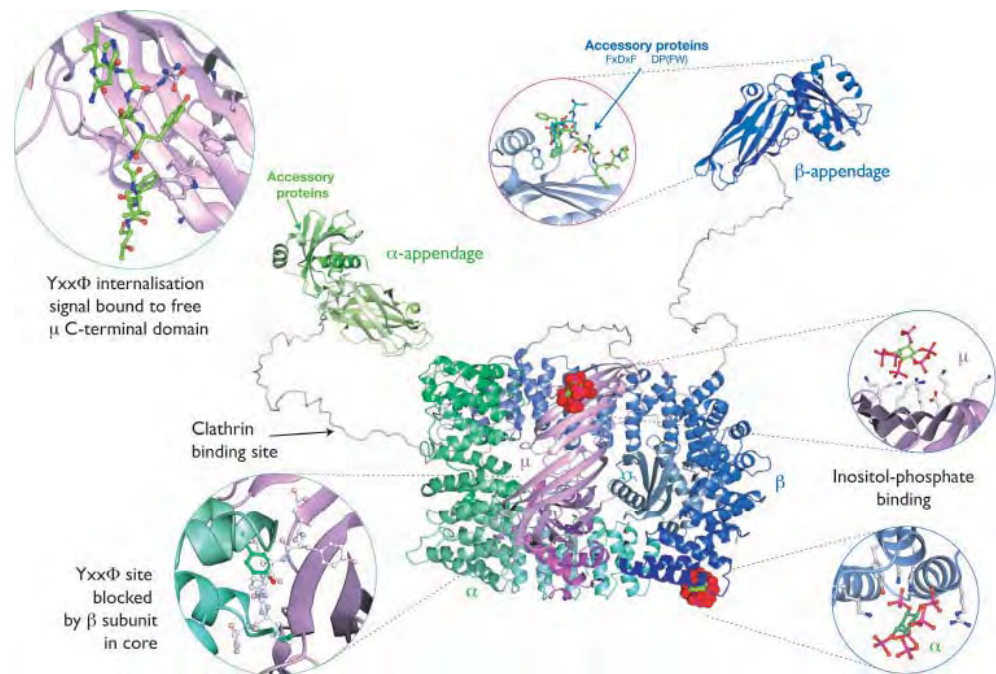 Accessory proteins
FxDxF DP(FW)
β-appendage
Accessory
proteins
α-appendage
YxxΦ internalisation
signal bound to free
μ C-terminal domain
μ
Clathrin
binding site
μ
σ
β
Inositol-phosphate
binding
YxxΦ site
blocked
by β subunit
in core
α
α